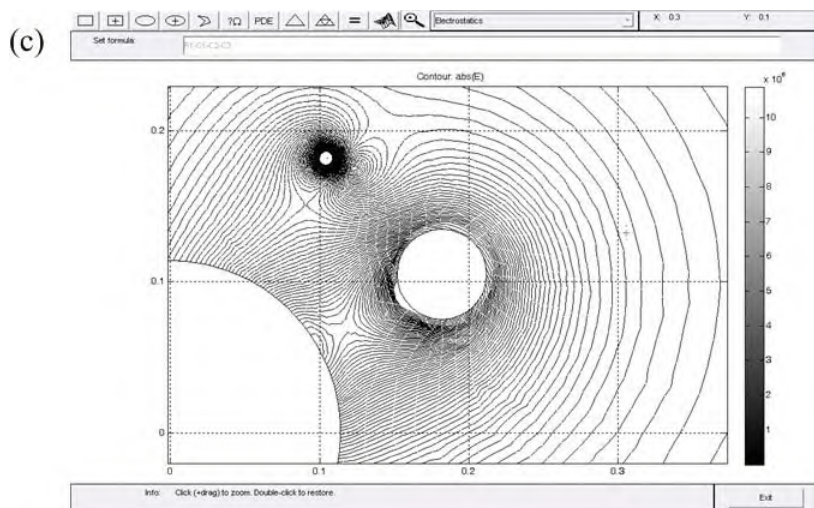 (c)
?Ω PDE = Electrostatics X: 0.3 Y: 0.1
Set formula:
Contour: abs(E)
x 10⁶
0.2
0.1
0
0 0.1 0.2 0.3
10
9
8
7
6
5
4
3
2
1
Info: Click (+drag) to zoom. Double-click to restore.
Exit